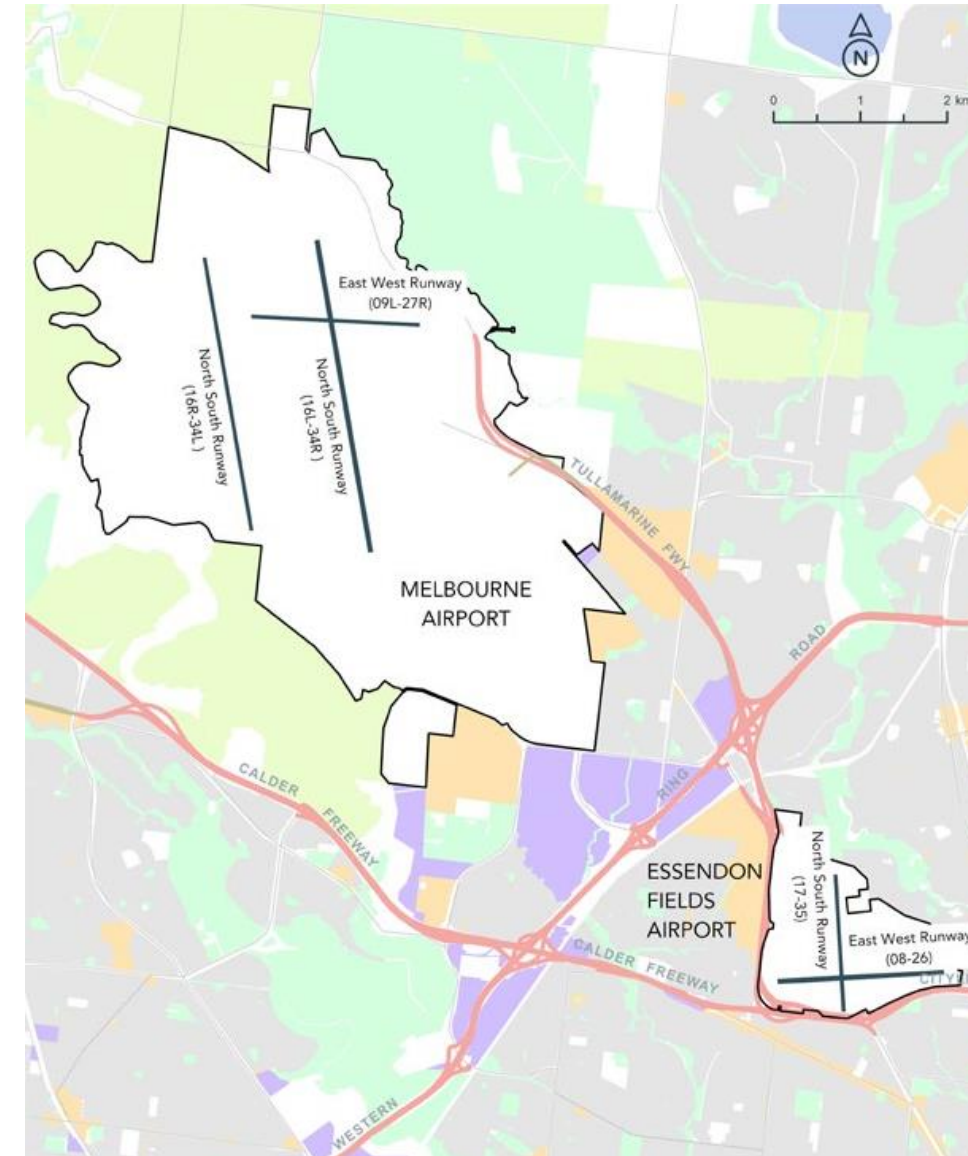 N
0 1 2 km
East West Runway
(09L-27R)
North South Runway
(16R-34L )
North South Runway
(16L-34R )
TULLAMARINE FWY
MELBOURNE
AIRPORT
ROAD
RING
CALDER
FREEWAY
ESSENDON
FIELDS
AIRPORT
North South Runway
(17-35)
East West Runway
(08-26)
CALDER FREEWAY
WESTERN